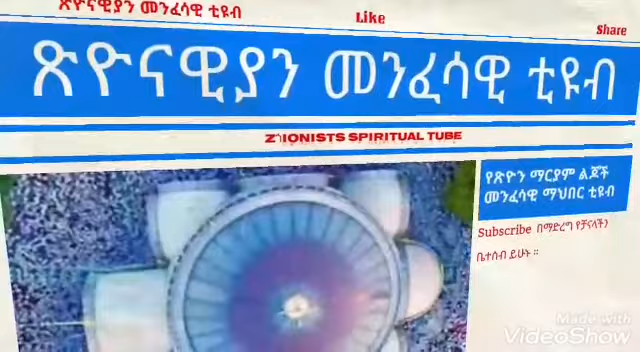 ጽዮናዊያን መንፈሳዊ ቲዩብ
Like
Share
ጽዮናዊያን መንፈሳዊ ቲዩብ
ZIONISTS SPIRITUAL TUBE
የጽዮን ማርያም ልጆች
መንፈሳዊ ማህበር ቲዩብ
Subscribe በማድረግ የቻናላችን
ቤተሰብ ይሁኑ ።
Made with
VideoShow